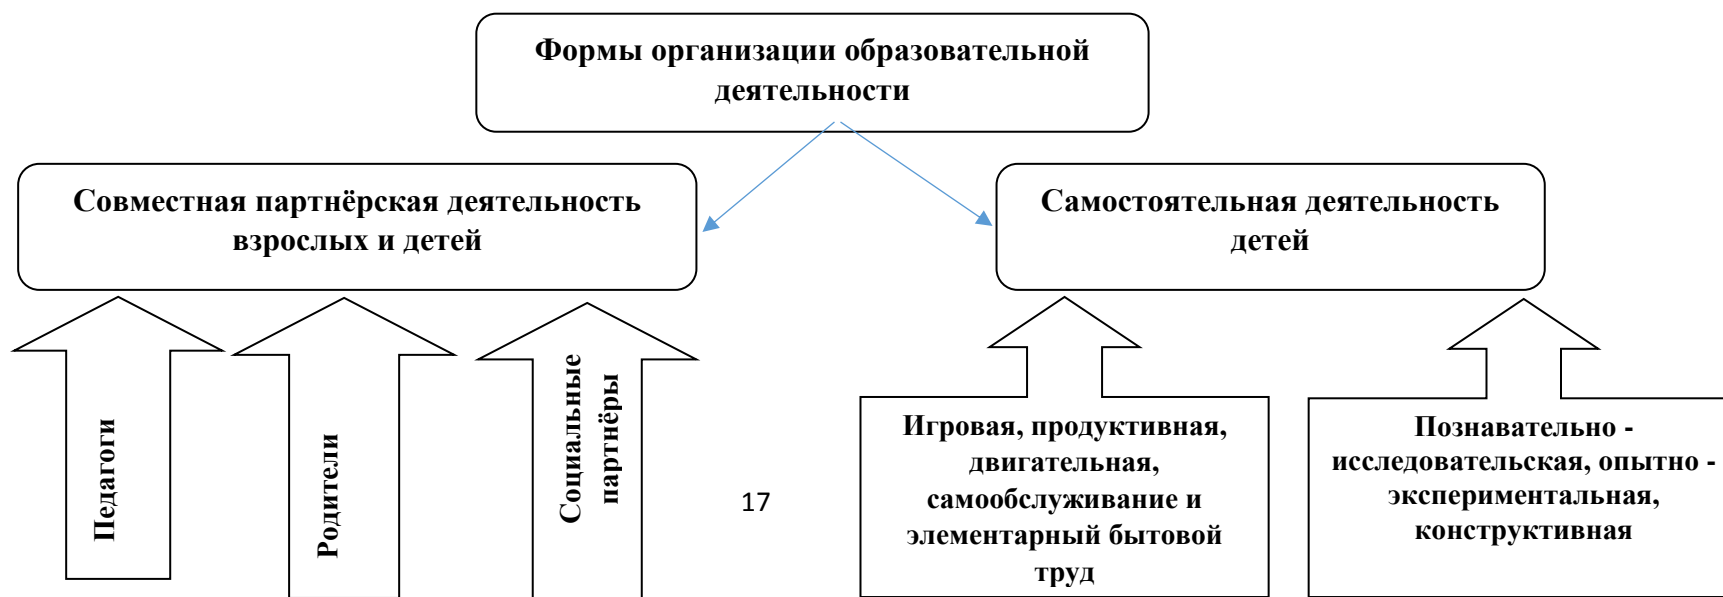 Формы организации образовательной
деятельности
Совместная партнёрская деятельность
взрослых и детей
Самостоятельная деятельность
детей
Педагоги
Родители
Социальные
партнёры
17
Игровая, продуктивная,
двигательная,
самообслуживание и
элементарный бытовой
труд
Познавательно -
исследовательская, опытно -
экспериментальная,
конструктивная